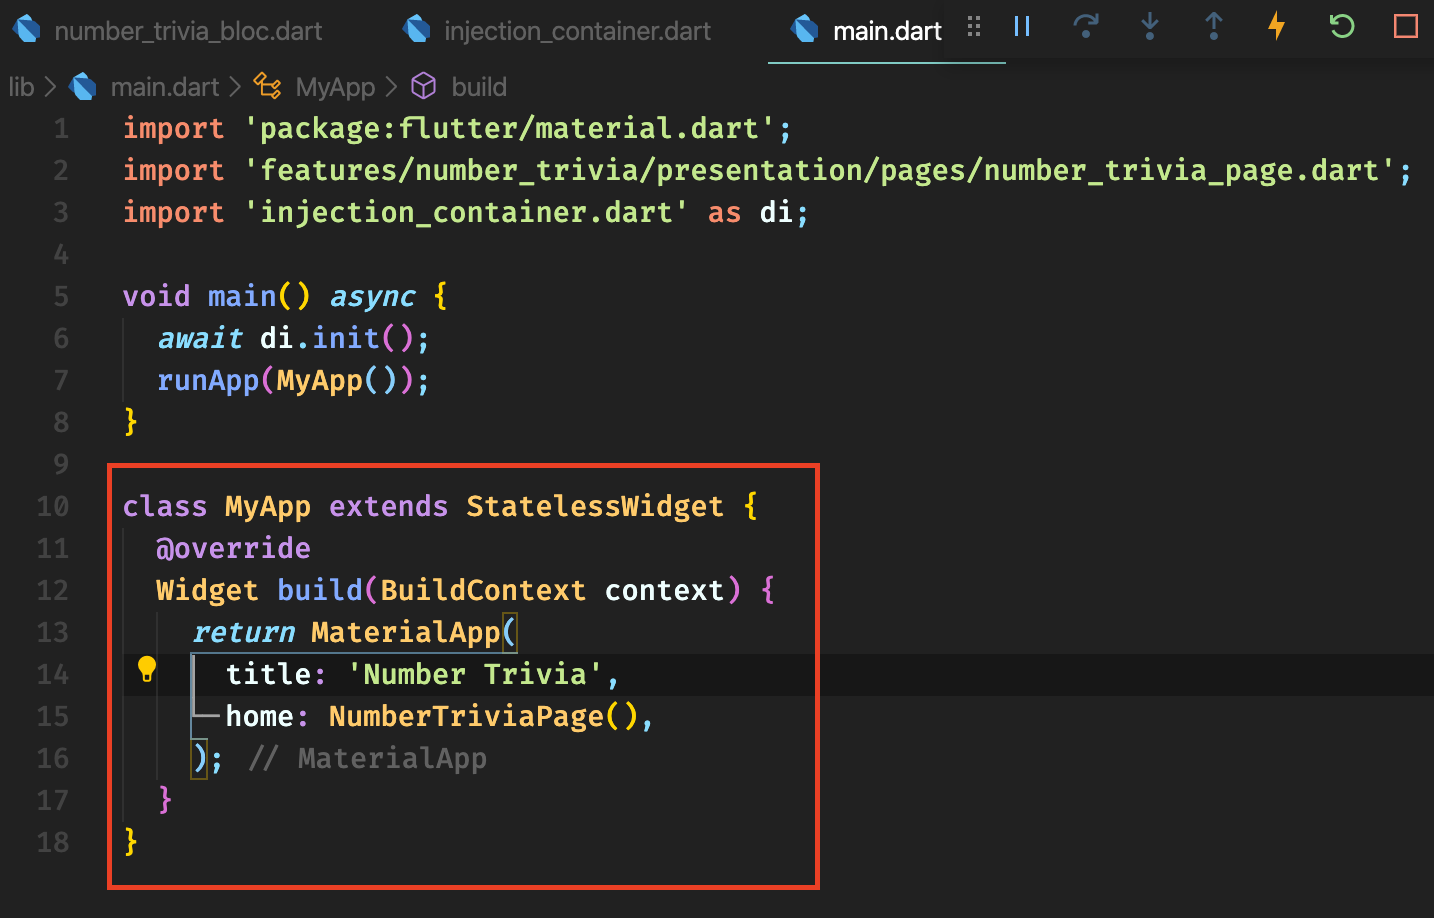 number_trivia_bloc.dart injection_container.dart main.dart
lib > main.dart > MyApp > build
1 import 'package:flutter/material.dart';
2 import 'features/number_trivia/presentation/pages/number_trivia_page.dart';
3 import 'injection_container.dart' as di;
4
5 void main() async {
6 await di.init();
7 runApp(MyApp());
8 }
9
10 class MyApp extends StatelessWidget {
11 @override
12 Widget build(BuildContext context) {
13 return MaterialApp(
14 title: 'Number Trivia',
15 home: NumberTriviaPage(),
16 ); // MaterialApp
17 }
18 }